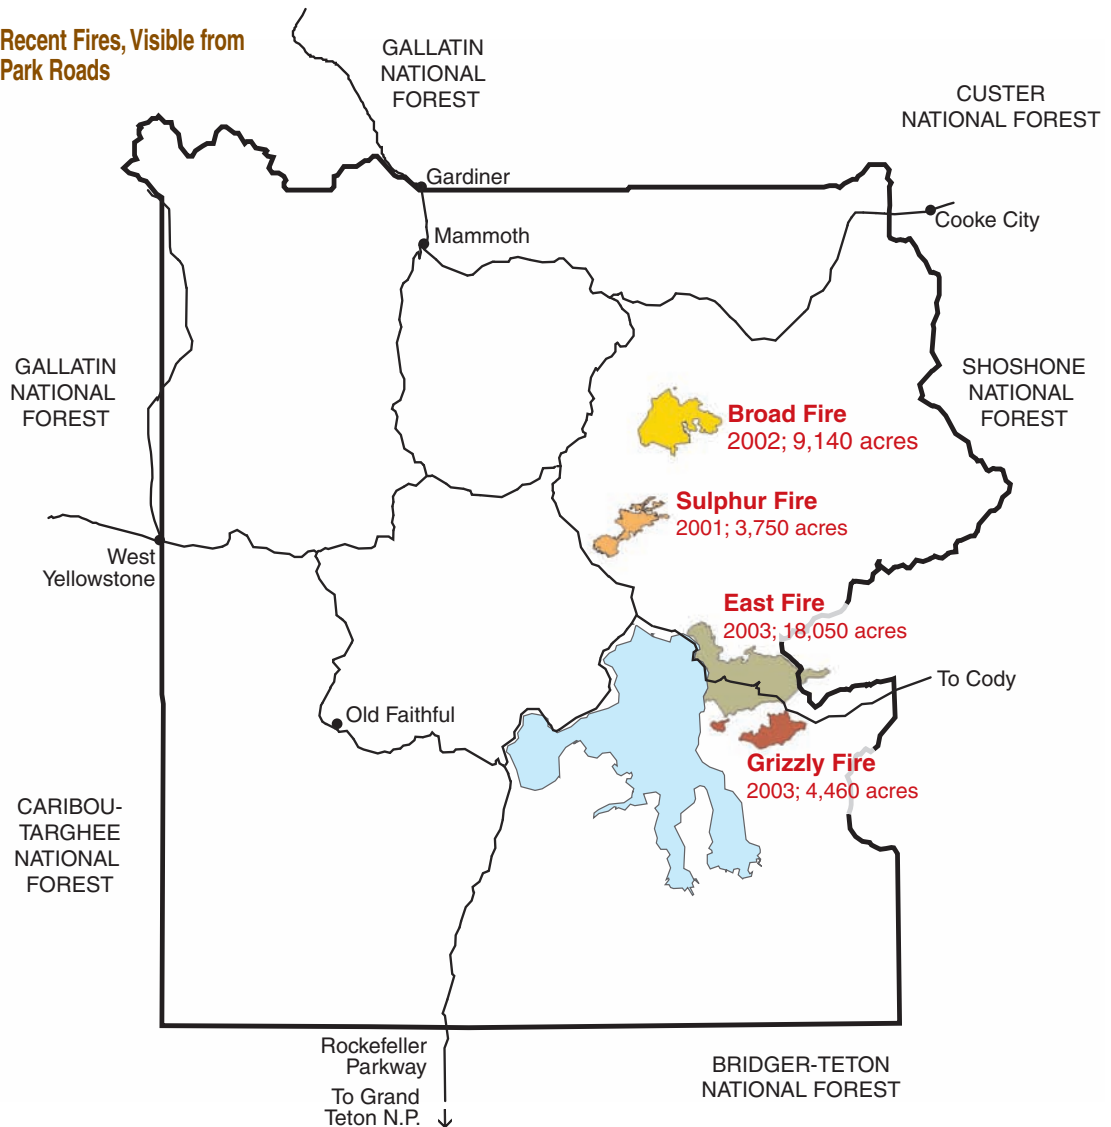 Recent Fires, Visible from
Park Roads
GALLATIN
NATIONAL
FOREST
CUSTER
NATIONAL FOREST
Gardiner
Cooke City
Mammoth
GALLATIN
NATIONAL
FOREST
SHOSHONE
NATIONAL
FOREST
Broad Fire
2002; 9,140 acres
Sulphur Fire
2001; 3,750 acres
West
Yellowstone
East Fire
2003; 18,050 acres
To Cody
Old Faithful
Grizzly Fire
2003; 4,460 acres
CARIBOU-
TARGHEE
NATIONAL
FOREST
Rockefeller
Parkway
To Grand
Teton N.P.
BRIDGER-TETON
NATIONAL FOREST